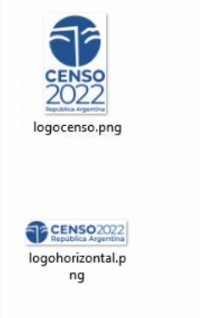 CENSO
2022
República Argentina
logocenso.png
CENSO2022
República Argentina
logohorizontal.p
ng